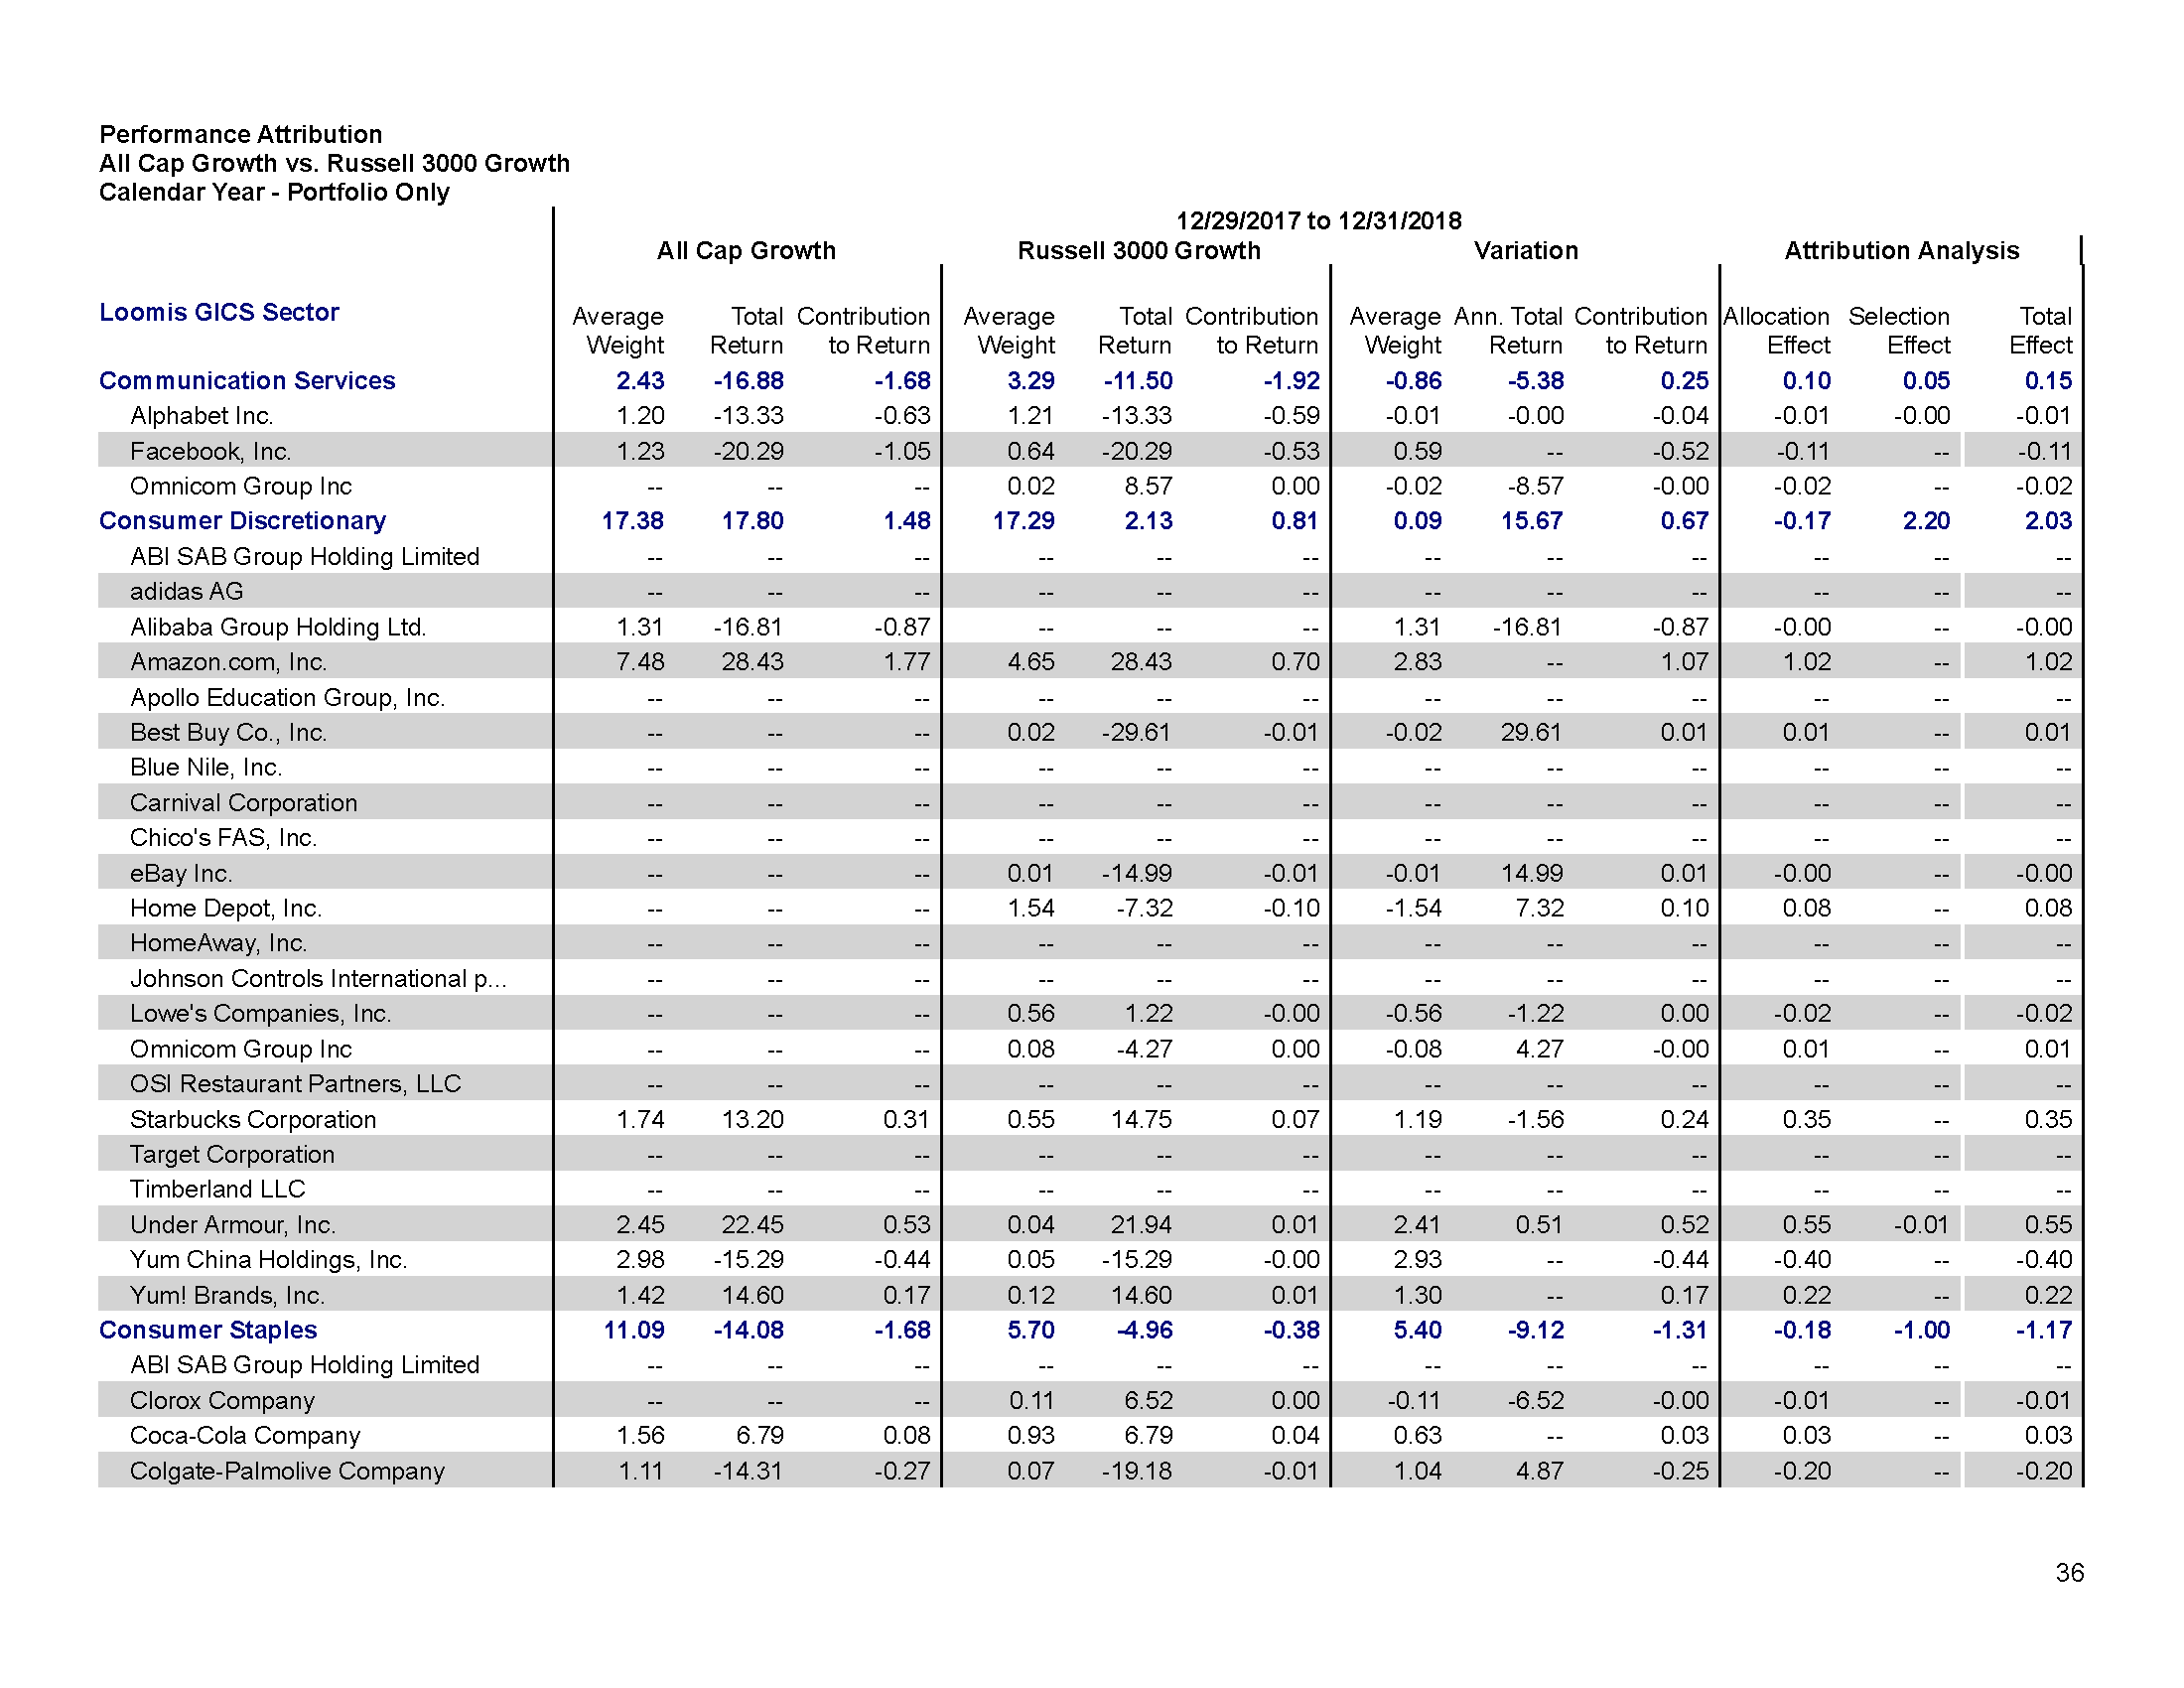 Performance Attribution
All Cap Growth vs. Russell 3000 Growth
Calendar Year - Portfolio Only
12/29/2017 to 12/31/2018
All Cap Growth Russell 3000 Growth Variation Attribution Analysis
Loomis GICS Sector
Average Total Contribution Average Total Contribution Average Ann. Total Contribution Allocation Selection Total
Weight Return to Return Weight Return to Return Weight Return to Return Effect Effect Effect
Communication Services 2.43 -16.88 -1.68 3.29 -11.50 -1.92 -0.86 -5.38 0.25 0.10 0.05 0.15
Alphabet Inc. 1.20 -13.33 -0.63 1.21 -13.33 -0.59 -0.01 -0.00 -0.04 -0.01 -0.00 -0.01
Facebook, Inc. 1.23 -20.29 -1.05 0.64 -20.29 -0.53 0.59 -- -0.52 -0.11 -- -0.11
Omnicom Group Inc -- -- -- 0.02 8.57 0.00 -0.02 -8.57 -0.00 -0.02 -- -0.02
Consumer Discretionary 17.38 17.80 1.48 17.29 2.13 0.81 0.09 15.67 0.67 -0.17 2.20 2.03
ABI SAB Group Holding Limited -- -- -- -- -- -- -- -- -- -- -- --
adidas AG -- -- -- -- -- -- -- -- -- -- -- --
Alibaba Group Holding Ltd. 1.31 -16.81 -0.87 -- -- -- 1.31 -16.81 -0.87 -0.00 -- -0.00
Amazon.com, Inc. 7.48 28.43 1.77 4.65 28.43 0.70 2.83 -- 1.07 1.02 -- 1.02
Apollo Education Group, Inc. -- -- -- -- -- -- -- -- -- -- -- --
Best Buy Co., Inc. -- -- -- 0.02 -29.61 -0.01 -0.02 29.61 0.01 0.01 -- 0.01
Blue Nile, Inc. -- -- -- -- -- -- -- -- -- -- -- --
Carnival Corporation -- -- -- -- -- -- -- -- -- -- -- --
Chico's FAS, Inc. -- -- -- -- -- -- -- -- -- -- -- --
eBay Inc. -- -- -- 0.01 -14.99 -0.01 -0.01 14.99 0.01 -0.00 -- -0.00
Home Depot, Inc. -- -- -- 1.54 -7.32 -0.10 -1.54 7.32 0.10 0.08 -- 0.08
HomeAway, Inc. -- -- -- -- -- -- -- -- -- -- -- --
Johnson Controls International p... -- -- -- -- -- -- -- -- -- -- -- --
Lowe's Companies, Inc. -- -- -- 0.56 1.22 -0.00 -0.56 -1.22 0.00 -0.02 -- -0.02
Omnicom Group Inc -- -- -- 0.08 -4.27 0.00 -0.08 4.27 -0.00 0.01 -- 0.01
OSI Restaurant Partners, LLC -- -- -- -- -- -- -- -- -- -- -- --
Starbucks Corporation 1.74 13.20 0.31 0.55 14.75 0.07 1.19 -1.56 0.24 0.35 -- 0.35
Target Corporation -- -- -- -- -- -- -- -- -- -- -- --
Timberland LLC -- -- -- -- -- -- -- -- -- -- -- --
Under Armour, Inc. 2.45 22.45 0.53 0.04 21.94 0.01 2.41 0.51 0.52 0.55 -0.01 0.55
Yum China Holdings, Inc. 2.98 -15.29 -0.44 0.05 -15.29 -0.00 2.93 -- -0.44 -0.40 -- -0.40
Yum! Brands, Inc. 1.42 14.60 0.17 0.12 14.60 0.01 1.30 -- 0.17 0.22 -- 0.22
Consumer Staples 11.09 -14.08 -1.68 5.70 -4.96 -0.38 5.40 -9.12 -1.31 -0.18 -1.00 -1.17
ABI SAB Group Holding Limited -- -- -- -- -- -- -- -- -- -- -- --
Clorox Company -- -- -- 0.11 6.52 0.00 -0.11 -6.52 -0.00 -0.01 -- -0.01
Coca-Cola Company 1.56 6.79 0.08 0.93 6.79 0.04 0.63 -- 0.03 0.03 -- 0.03
Colgate-Palmolive Company 1.11 -14.31 -0.27 0.07 -19.18 -0.01 1.04 4.87 -0.25 -0.20 -- -0.20
36